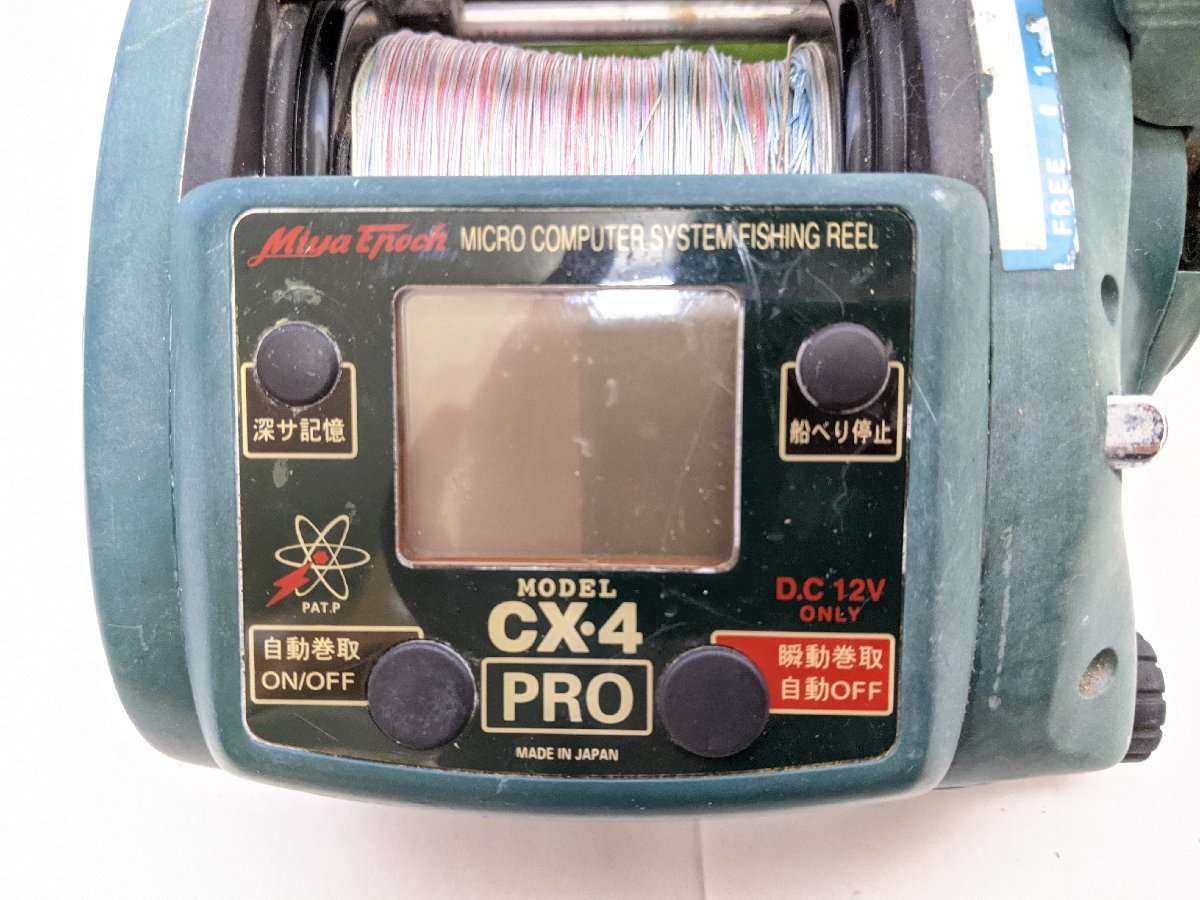 FREE 0 1
Miya Epoch MICRO COMPUTER SYSTEM FISHING REEL
深サ記憶
船べり停止
PAT.P
MODEL
CX·4
PRO
D.C 12V
ONLY
自動巻取
ON/OFF
瞬動巻取
自動OFF
MADE IN JAPAN